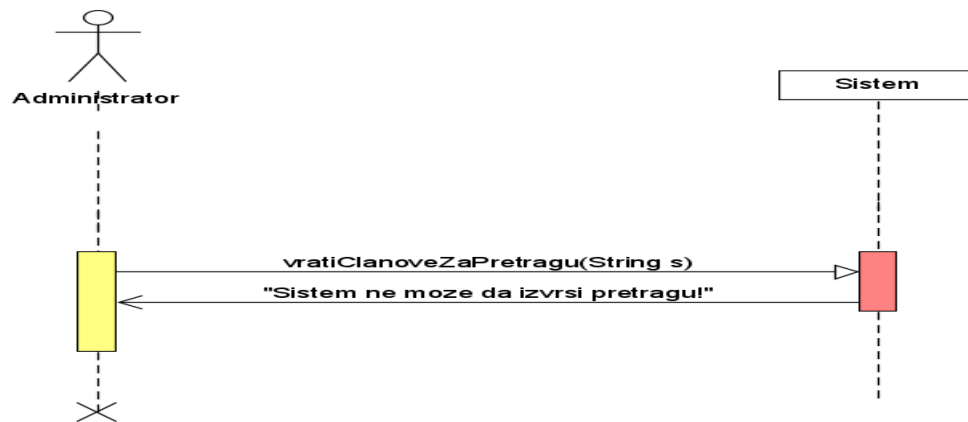 Administrator
Sistem
vratiClanoveZaPretragu(String s)
"Sistem ne moze da izvrsi pretragu!"